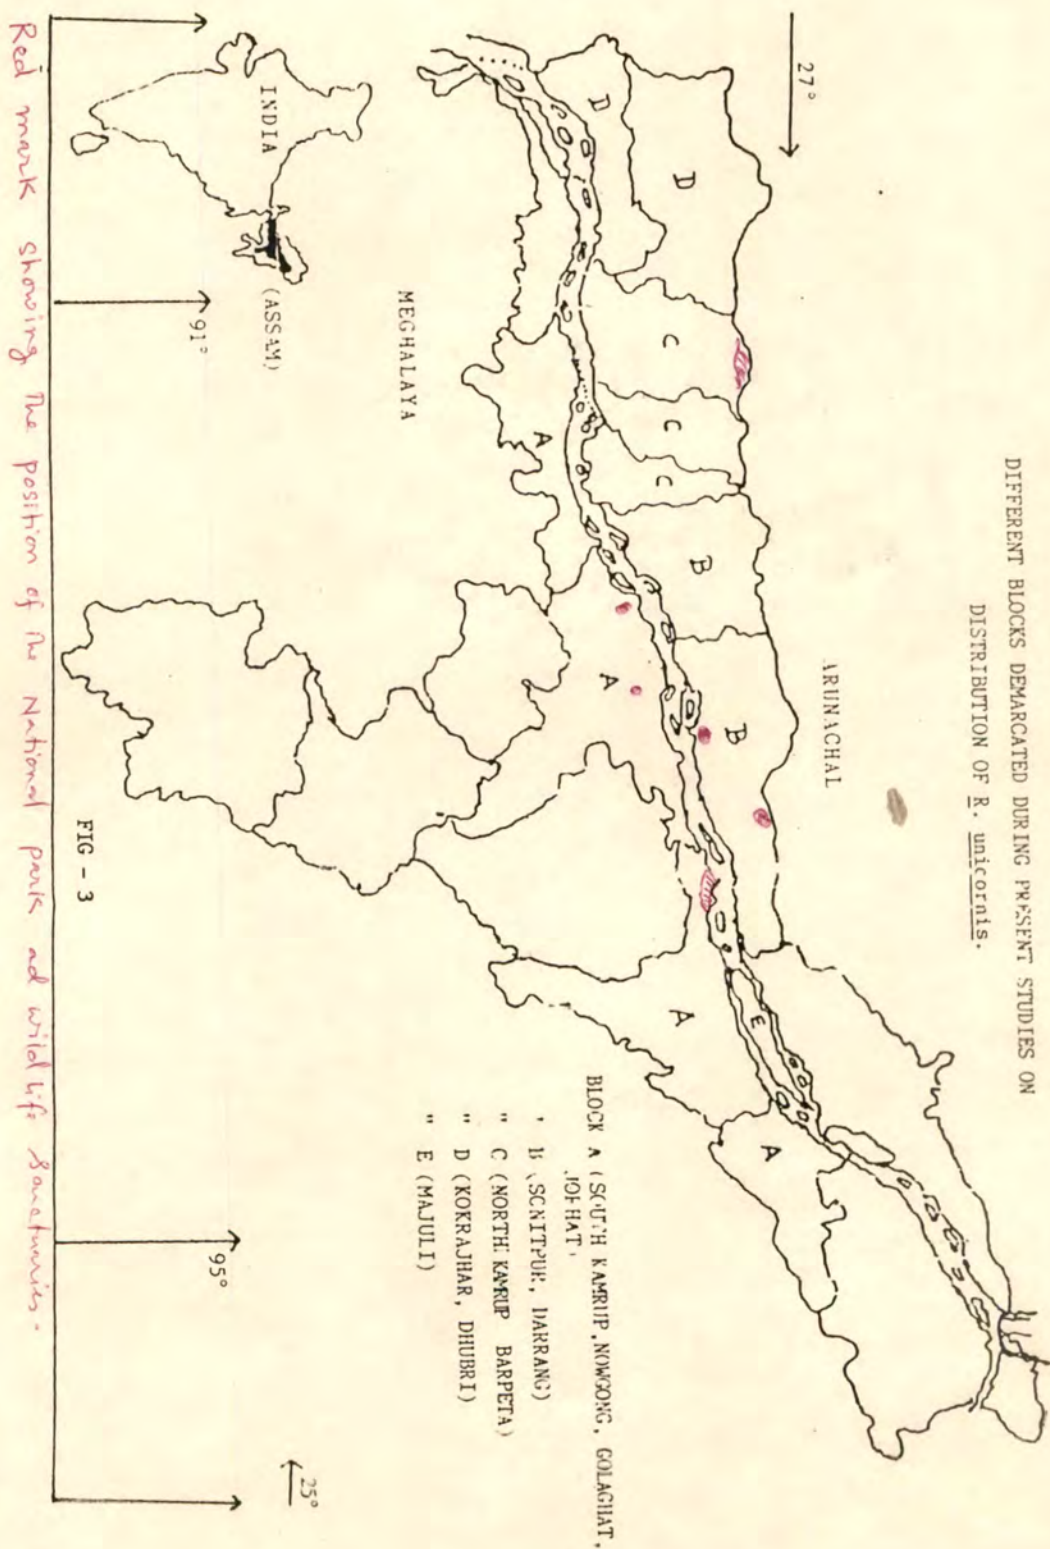 DIFFERENT BLOCKS DEMARCATED DURING PRESENT STUDIES ON
DISTRIBUTION OF R. unicornis.
27°
ARUNACHAL
D
D
C
C
C
B
B
A
A
A
A
E
MEGHALAYA
INDIA
(ASSAM)
BLOCK A (SOUTH KAMRUP, NOWGONG, GOLAGHAT,
JORHAT)
" B (SONITPUR, DARRANG)
" C (NORTH KAMRUP BARPETA)
" D (KOKRAJHAR, DHUBRI)
" E (MAJULI)
25°
FIG - 3
91°
95°
Red mark showing the position of the National park ad wild life Sanctuaries.